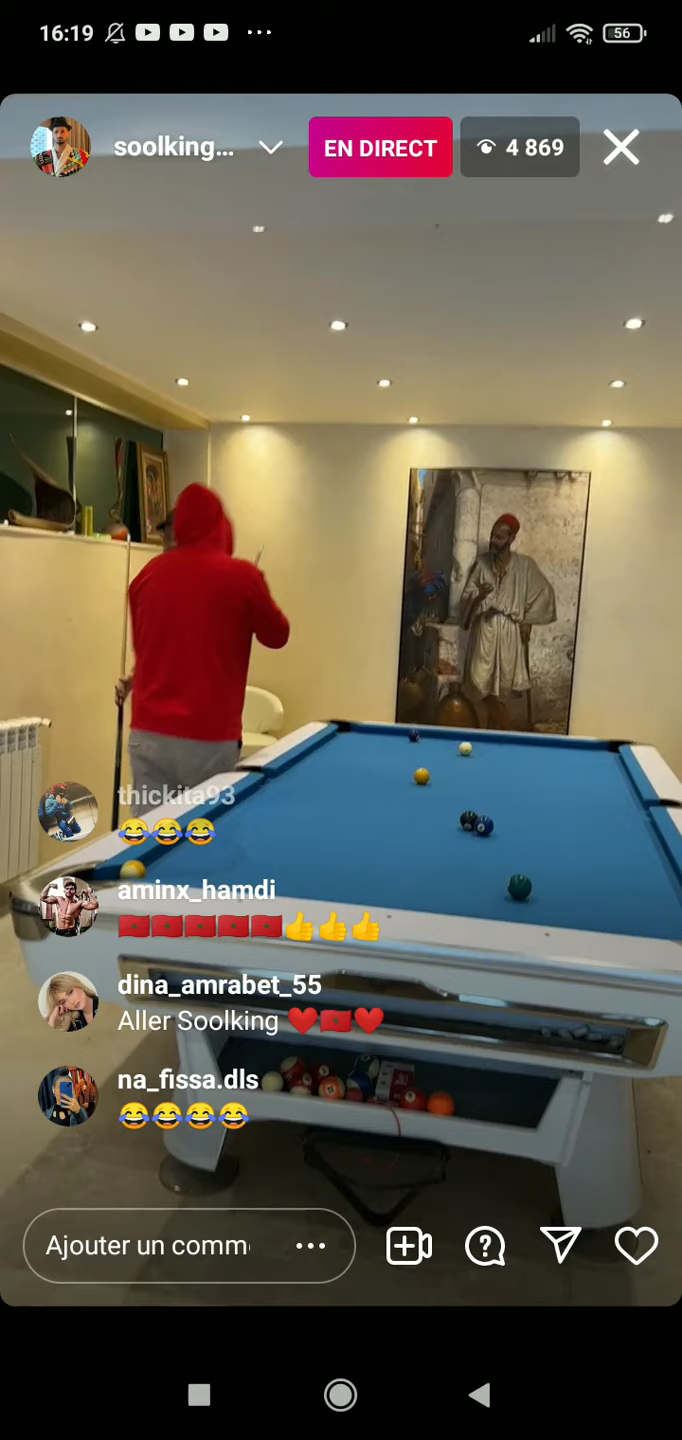 16:19
56
soolking...
EN DIRECT
4 869
thickita93
😂😂😂
aminx_hamdi
🇲🇦🇲🇦🇲🇦🇲🇦🇲🇦👍👍👍
dina_amrabet_55
Aller Soolking ❤️🇲🇦❤️
na_fissa.dls
😂😂😂😂
Ajouter un comm